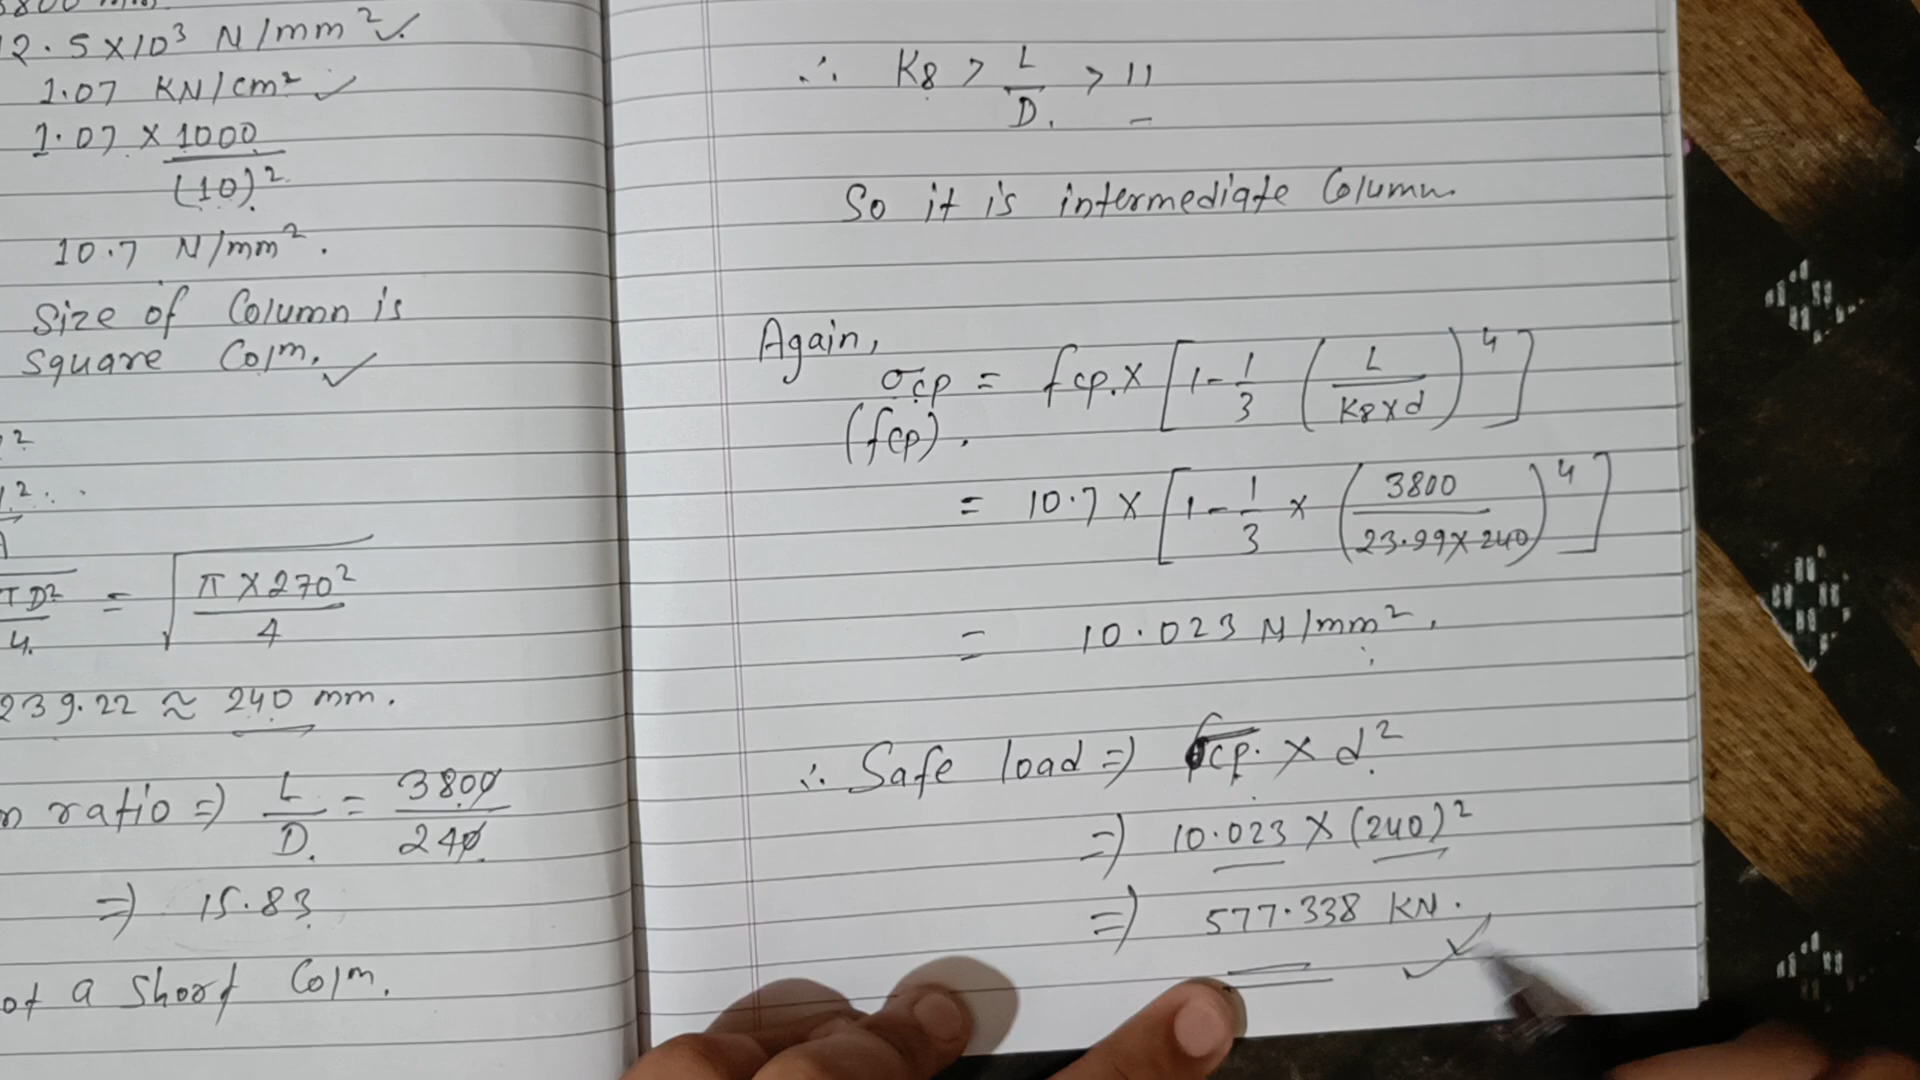 2.5×10³ N/mm² ✓.
1.07 KN/cm² ✓
1.07 × 1000
(10)²
10.7 N/mm².
Size of Column is
square Colm. ✓
²
²..
πD²/4. = √(π×270²/4)
239.22 ≈ 240 mm.
ratio ⇒ L/D. = 3800/240
⇒ 15.83
a short Colm.
∴ K8 > L/D. > 11
So it is intermediate Column.
Again,
σcp = fcp.× [1-1/3 (L/K8×d)⁴]
(fcp).
= 10.7 × [1-1/3 × (3800/23.99×240)⁴]
= 10.023 N/mm².
∴ Safe load ⇒ σcp. × d².
⇒ 10.023 × (240)²
⇒ 577.338 KN. ✓